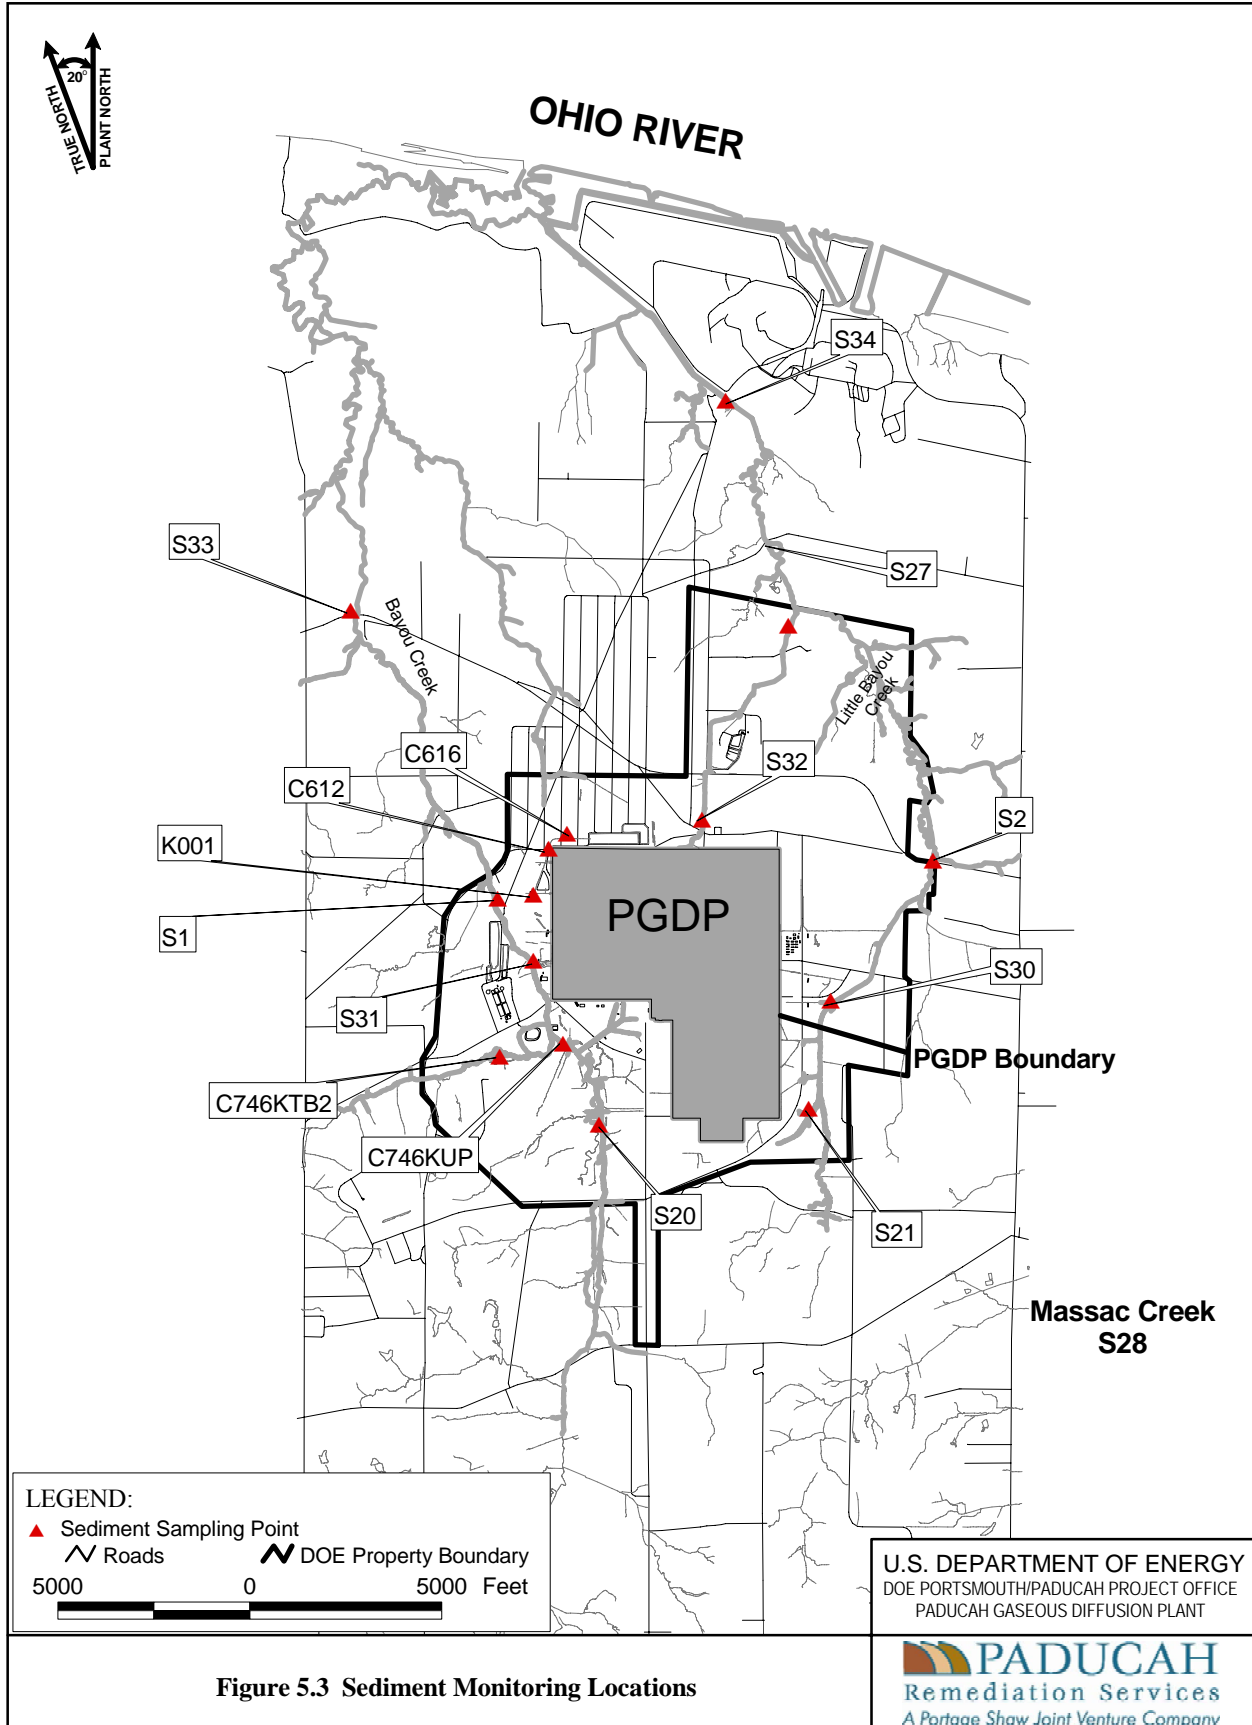 20°
TRUE NORTH
PLANT NORTH
OHIO RIVER
S34
S33
S27
Bayou Creek
Little Bayou
Creek
C616
S32
C612
S2
K001
PGDP
S1
S30
S31
PGDP Boundary
C746KTB2
C746KUP
S20
S21
Massac Creek
S28
LEGEND:
Sediment Sampling Point
Roads DOE Property Boundary
5000 0 5000 Feet
U.S. DEPARTMENT OF ENERGY
DOE PORTSMOUTH/PADUCAH PROJECT OFFICE
PADUCAH GASEOUS DIFFUSION PLANT
Figure 5.3 Sediment Monitoring Locations
PADUCAH
Remediation Services
A Portage Shaw Joint Venture Company